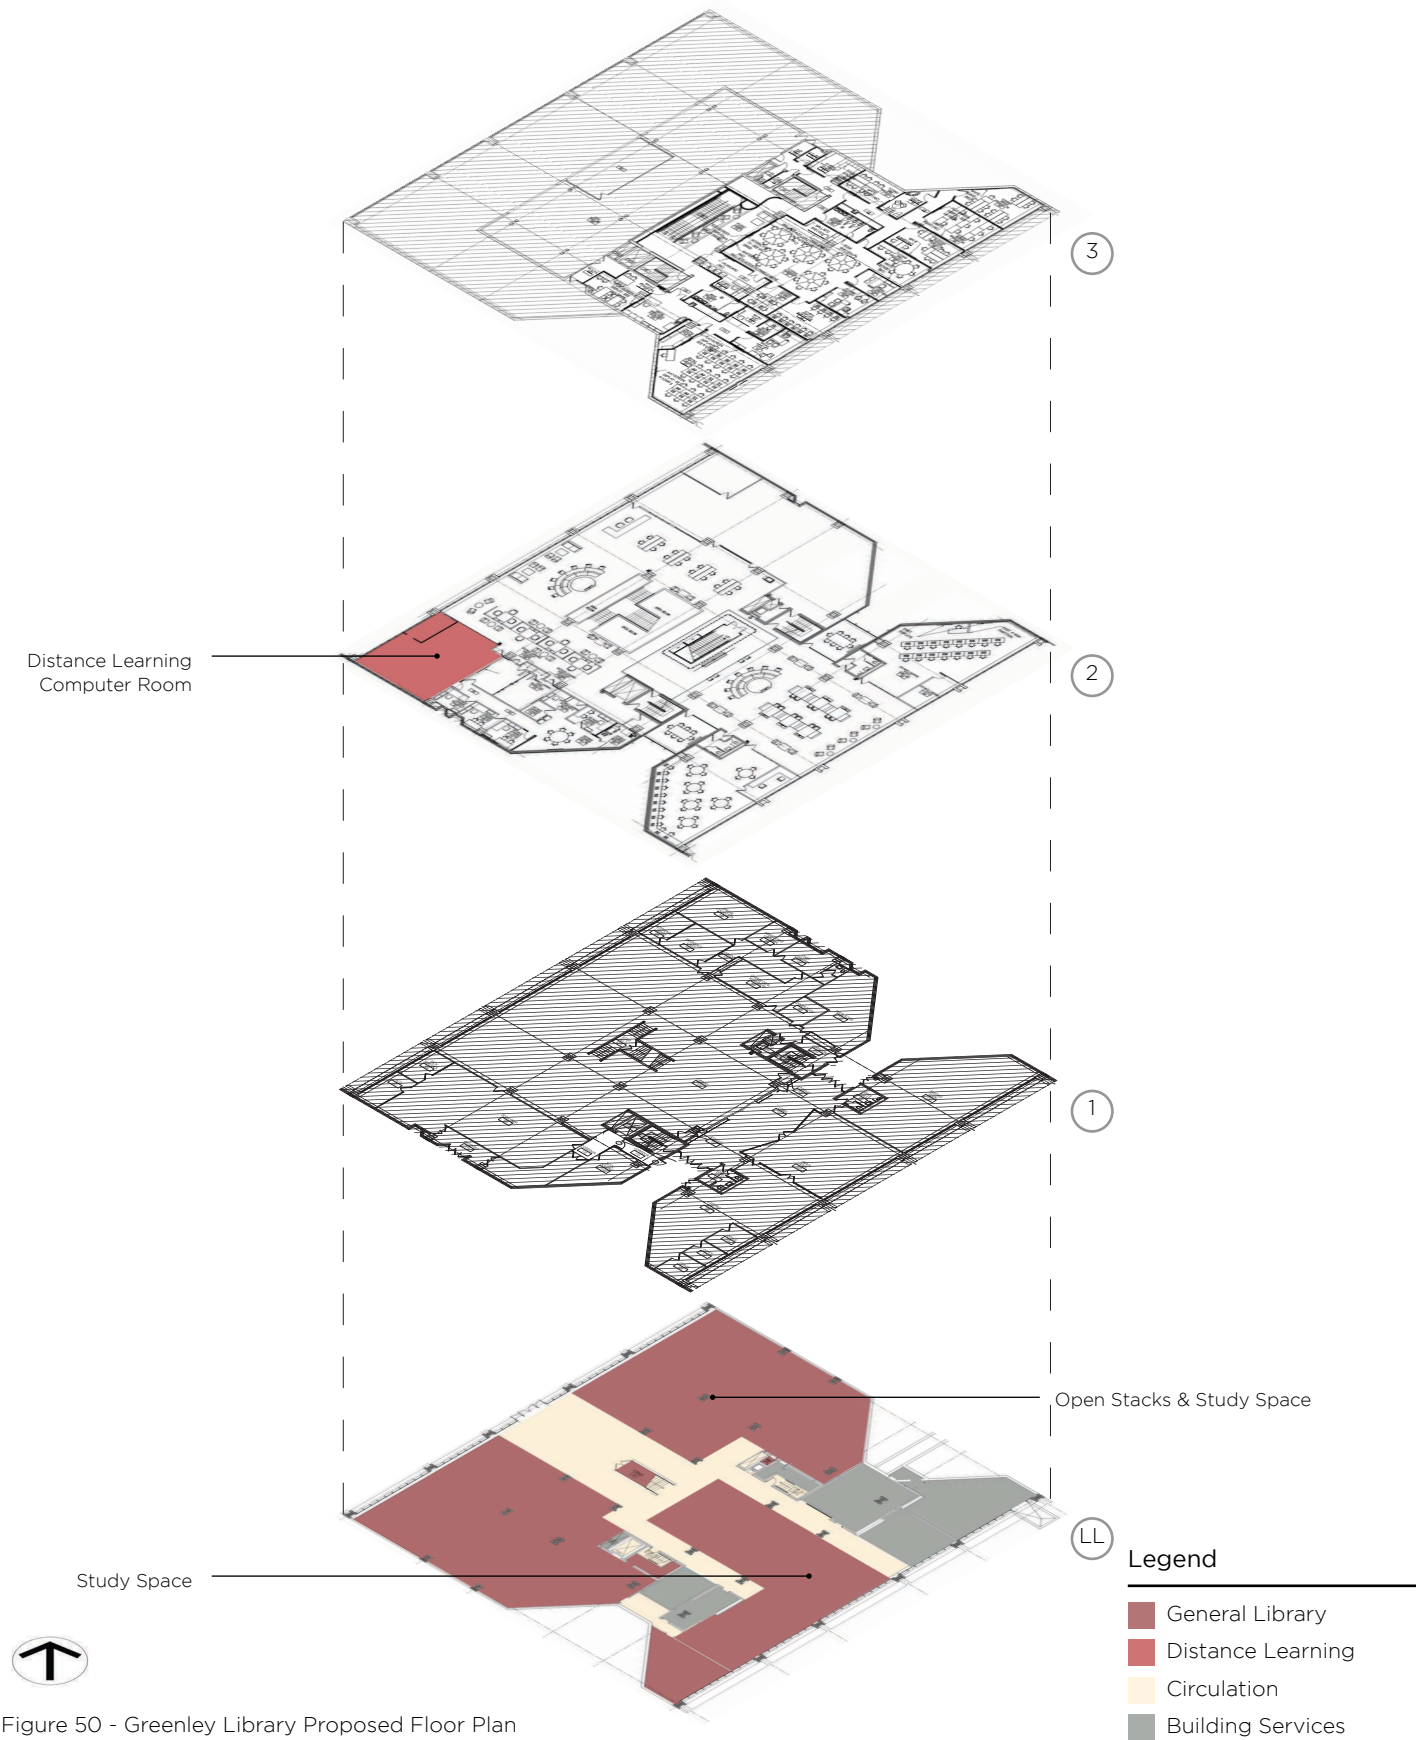 3
Distance Learning
Computer Room
2
1
Open Stacks & Study Space
LL
Study Space
Legend
General Library
Distance Learning
Circulation
Building Services
Figure 50 - Greenley Library Proposed Floor Plan